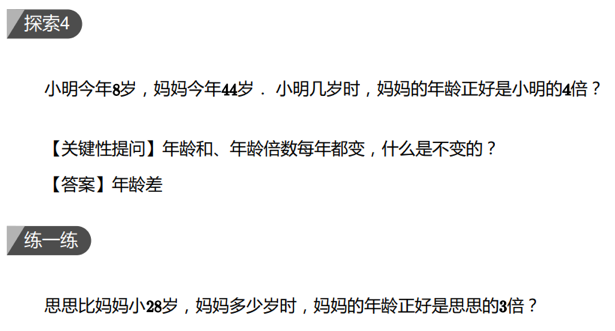 探索4
小明今年8岁，妈妈今年44岁． 小明几岁时，妈妈的年龄正好是小明的4倍？
【关键性提问】年龄和、年龄倍数每年都变，什么是不变的？
【答案】年龄差
练一练
思思比妈妈小28岁，妈妈多少岁时，妈妈的年龄正好是思思的3倍？